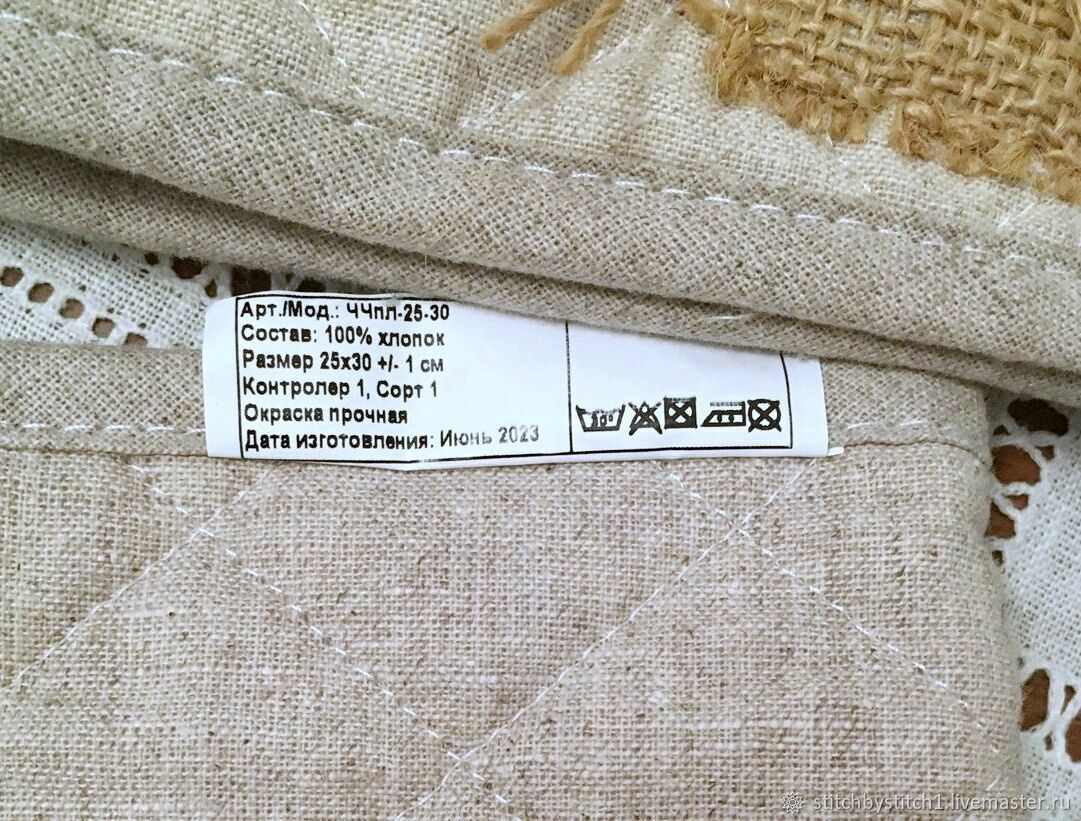 Арт./Мод.: ЧЧпл-25-30
Состав: 100% хлопок
Размер 25х30 +/- 1 см
Контролер 1, Сорт 1
Окраска прочная
Дата изготовления: Июнь 2023
stitchbystitch1.livemaster.ru